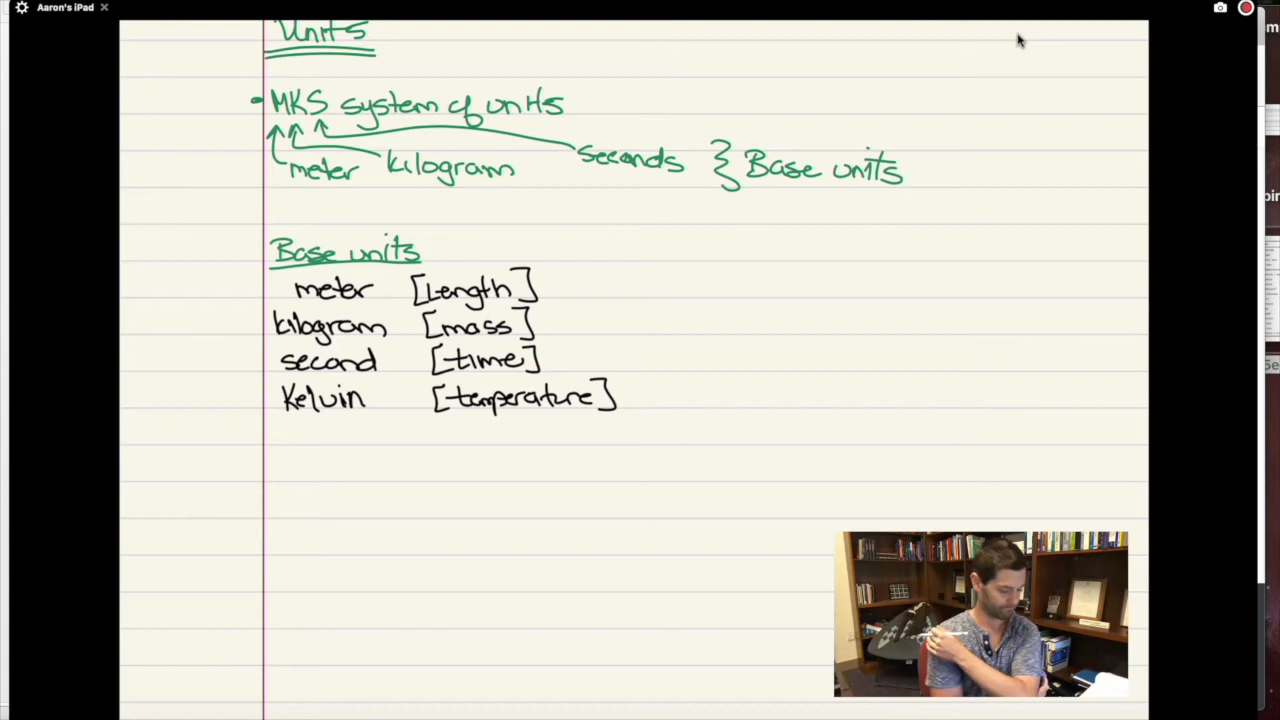 Aaron's iPad
Units
MKS system of units
meter kilogram seconds } Base units
Base units
meter [Length]
kilogram [mass]
second [time]
Kelvin [temperature]